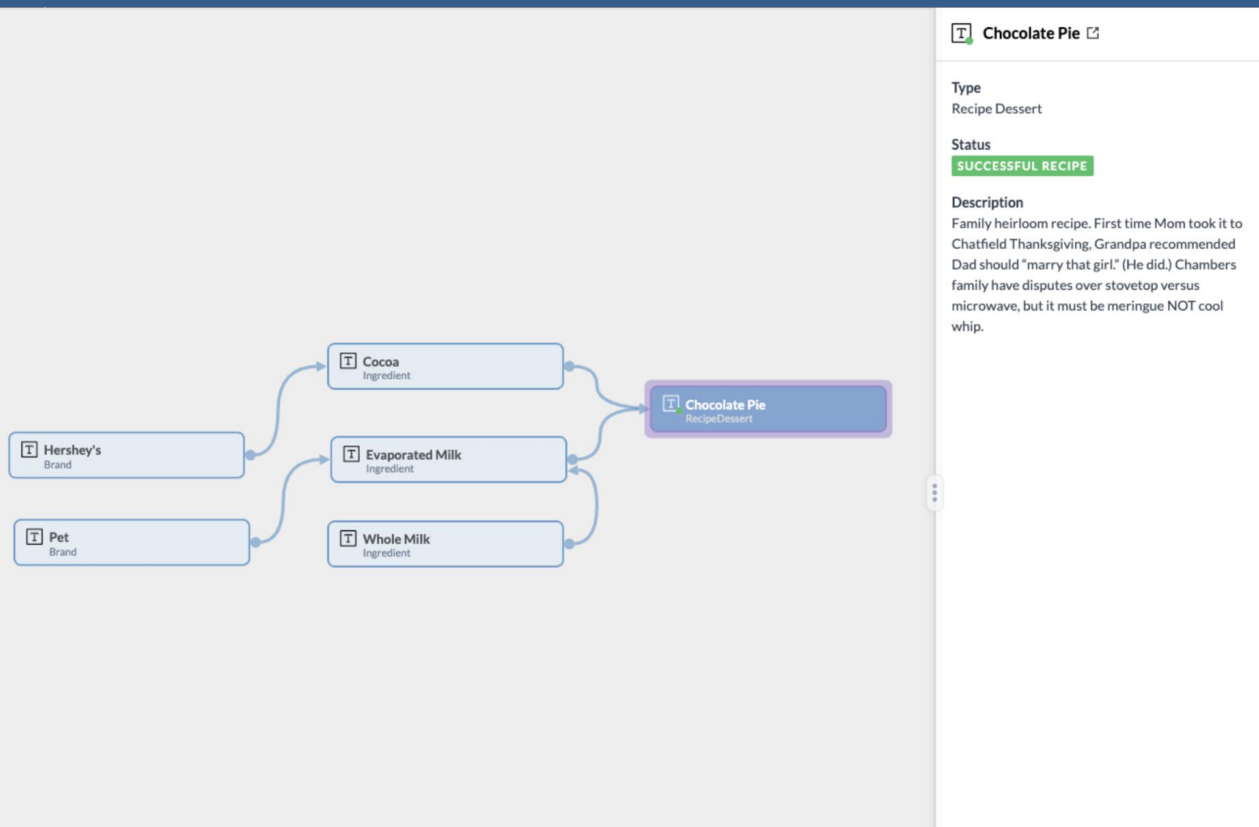 Chocolate Pie
Type
Recipe Dessert
Status
SUCCESSFUL RECIPE
Description
Family heirloom recipe. First time Mom took it to
Chatfield Thanksgiving, Grandpa recommended
Dad should “marry that girl.” (He did.) Chambers
family have disputes over stovetop versus
microwave, but it must be meringue NOT cool
whip.
T Cocoa
Ingredient
T Chocolate Pie
RecipeDessert
T Hershey's
Brand
T Evaporated Milk
Ingredient
T Pet
Brand
T Whole Milk
Ingredient